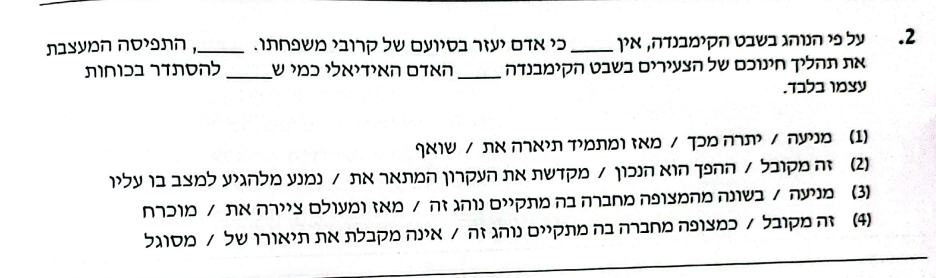 2. על פי הנוהג בשבט הקימבנדה, אין ____ כי אדם יעזר בסיועם של קרובי משפחתו. ____, התפיסה המעצבת
את תהליך חינוכם של הצעירים בשבט הקימבנדה ____ האדם האידיאלי כמי ש____ להסתדר בכוחות
עצמו בלבד.
(1) מניעה / יתרה מכך / מאז ומתמיד תיארה את / שואף
(2) זה מקובל / ההפך הוא הנכון / מקדשת את העקרון המתאר את / נמנע מלהגיע למצב בו עליו
(3) מניעה / בשונה מהמצופה מחברה בה מתקיים נוהג זה / מאז ומעולם ציירה את / מוכרח
(4) זה מקובל / כמצופה מחברה בה מתקיים נוהג זה / אינה מקבלת את תיאורו של / מסוגל